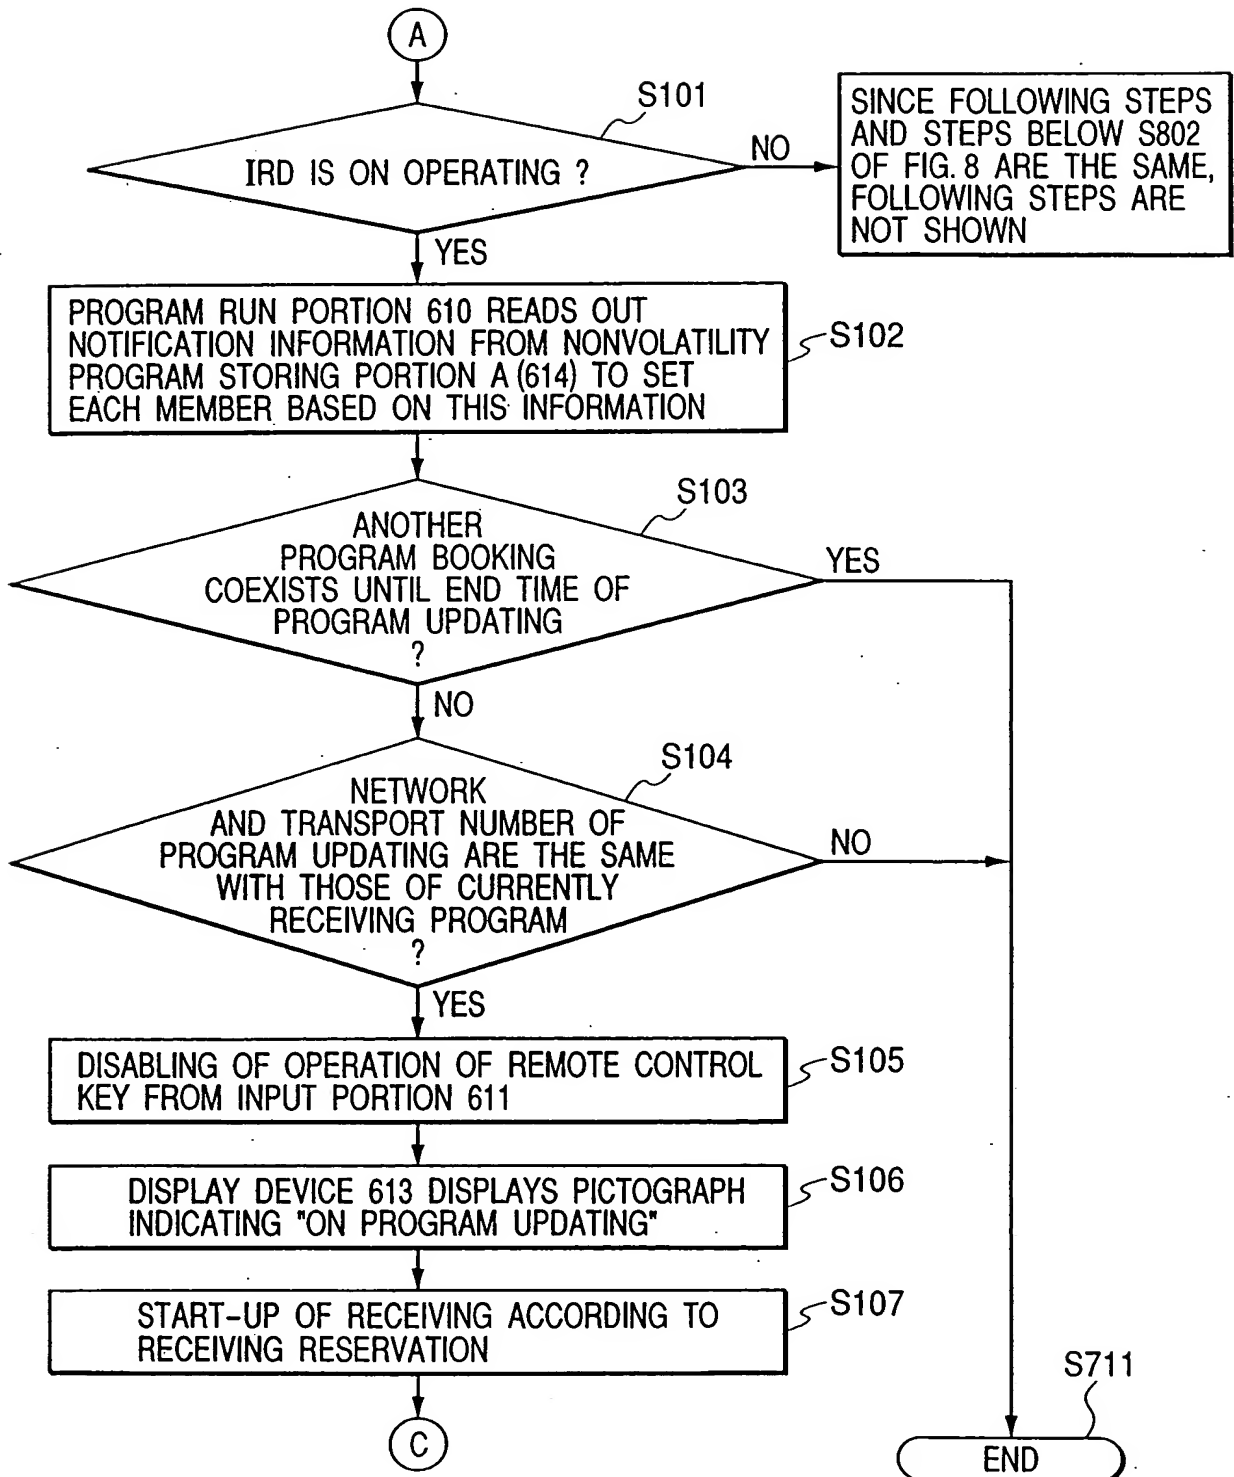 A
S101
IRD IS ON OPERATING ?
NO
SINCE FOLLOWING STEPS
AND STEPS BELOW S802
OF FIG. 8 ARE THE SAME,
FOLLOWING STEPS ARE
NOT SHOWN
YES
PROGRAM RUN PORTION 610 READS OUT
NOTIFICATION INFORMATION FROM NONVOLATILITY
PROGRAM STORING PORTION A (614) TO SET
EACH MEMBER BASED ON THIS INFORMATION
S102
S103
ANOTHER
PROGRAM BOOKING
COEXISTS UNTIL END TIME OF
PROGRAM UPDATING
?
YES
NO
S104
NETWORK
AND TRANSPORT NUMBER OF
PROGRAM UPDATING ARE THE SAME
WITH THOSE OF CURRENTLY
RECEIVING PROGRAM
?
NO
YES
DISABLING OF OPERATION OF REMOTE CONTROL
KEY FROM INPUT PORTION 611
S105
DISPLAY DEVICE 613 DISPLAYS PICTOGRAPH
INDICATING "ON PROGRAM UPDATING"
S106
START-UP OF RECEIVING ACCORDING TO
RECEIVING RESERVATION
S107
C
S711
END